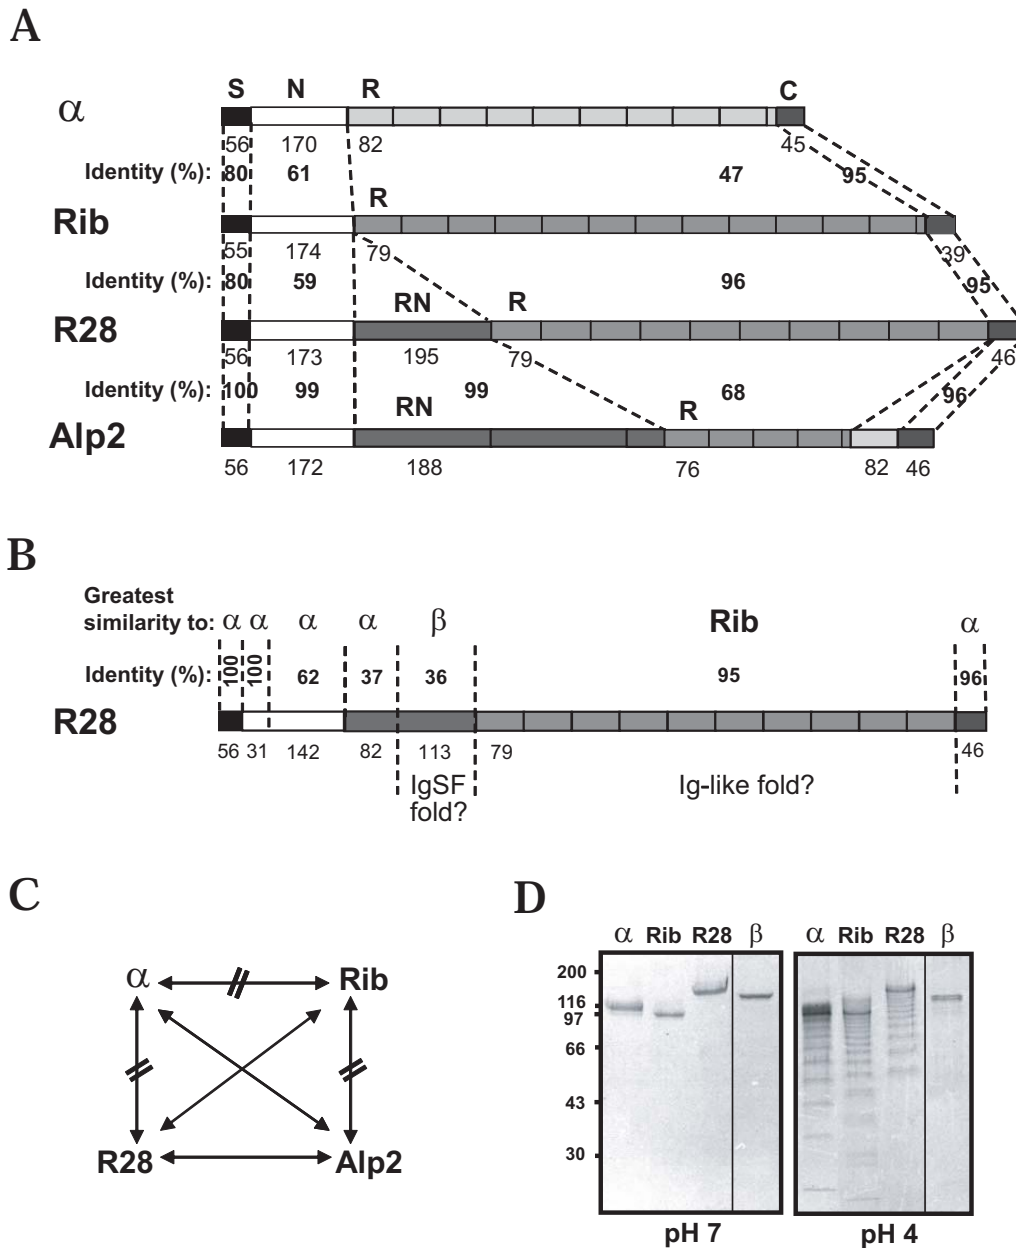 A
S N R C
α
56 170 82 45
Identity (%): 80 61 47 95
R
Rib
55 174 79 39
Identity (%): 80 59 96 95
RN R
R28
56 173 195 79 46
Identity (%): 100 99 99 68 96
RN R
Alp2
56 172 188 76 82 46
B
Greatest
similarity to: α α α α β Rib α
Identity (%): 100 100 62 37 36 95 96
R28
56 31 142 82 113 79 46
IgSF
fold?
Ig-like fold?
C
α Rib
R28 Alp2
D
α Rib R28 β α Rib R28 β
200
116
97
66
43
30
pH 7 pH 4